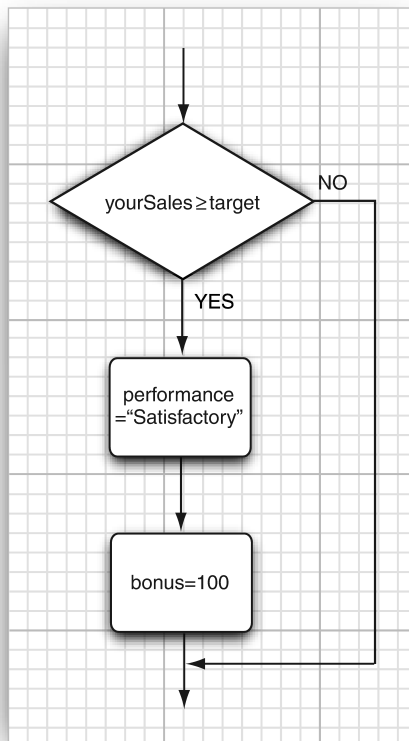 yourSales≥target
NO
YES
performance
=“Satisfactory”
bonus=100